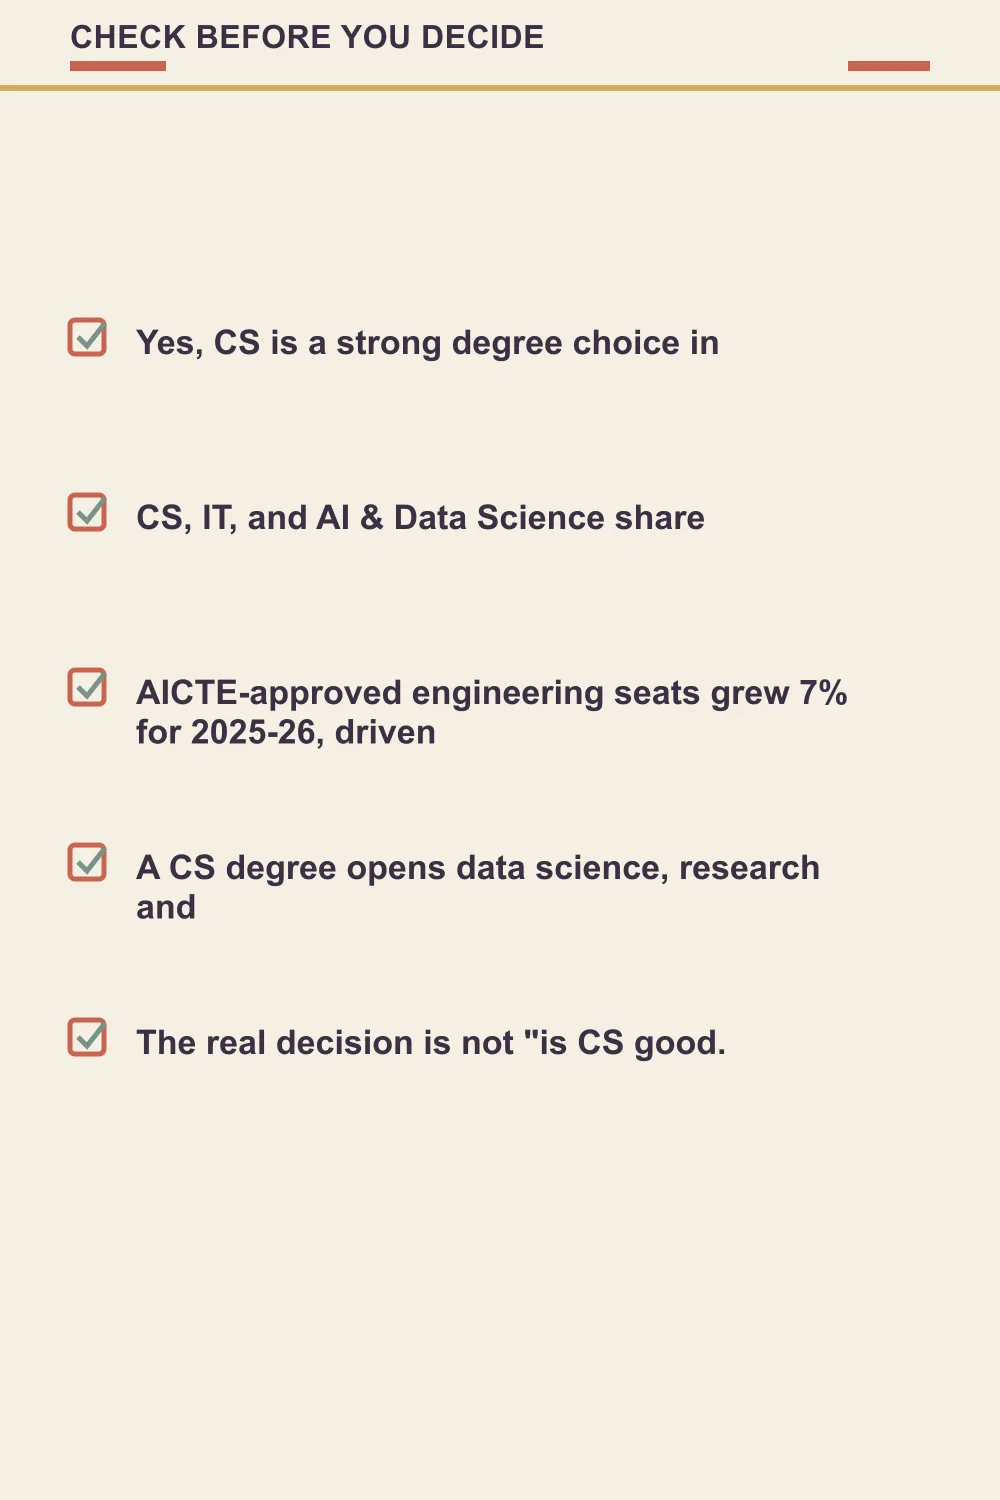 CHECK BEFORE YOU DECIDE
Yes, CS is a strong degree choice in
CS, IT, and AI & Data Science share
AICTE-approved engineering seats grew 7%
for 2025-26, driven
A CS degree opens data science, research
and
The real decision is not "is CS good.